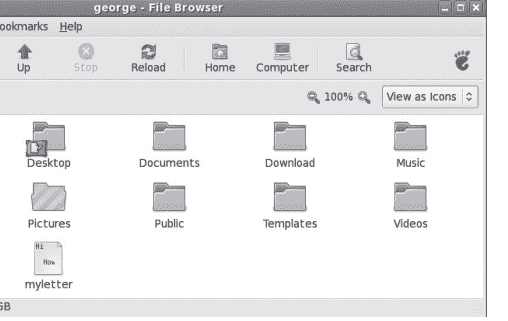 george - File Browser
ookmarks Help
Up Stop Reload Home Computer Search
100% View as Icons
Desktop Documents Download Music
Pictures Public Templates Videos
Hi
How
myletter
GB